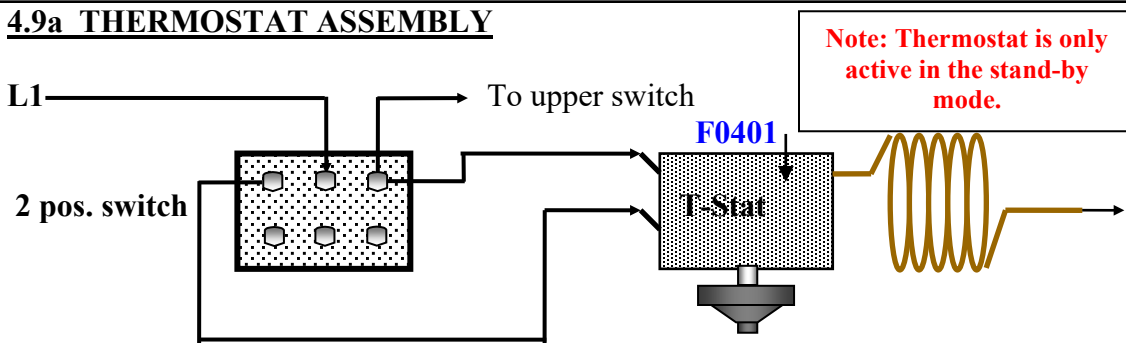 4.9a THERMOSTAT ASSEMBLY
Note: Thermostat is only
active in the stand-by
mode.
L1
To upper switch
F0401
2 pos. switch
T-Stat